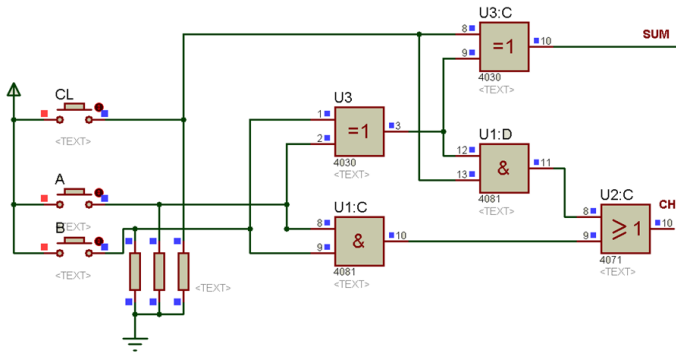 U3:C
8
=1
10
SUM
9
4030
<TEXT>
CL
<TEXT>
U3
1
=1
3
2
4030
<TEXT>
U1:D
12
&
11
13
4081
<TEXT>
A
<TEXT>
B
<TEXT>
U1:C
8
&
10
9
4081
<TEXT>
U2:C
8
≥1
10
CH
9
4071
<TEXT>
<TEXT>